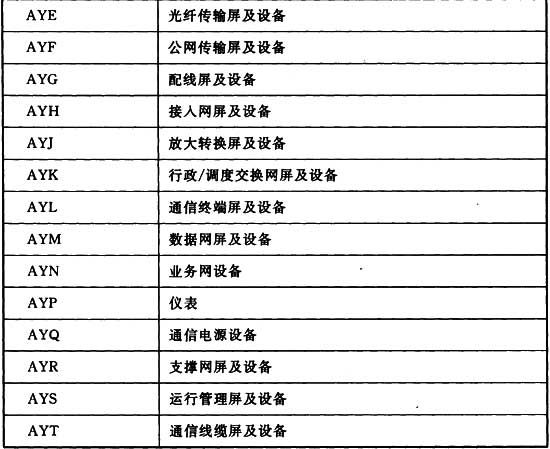 AYE 光纤传输屏及设备
AYF 公网传输屏及设备
AYG 配线屏及设备
AYH 接入网屏及设备
AYJ 放大转换屏及设备
AYK 行政/调度交换网屏及设备
AYL 通信终端屏及设备
AYM 数据网屏及设备
AYN 业务网设备
AYP 仪表
AYQ 通信电源设备
AYR 支撑网屏及设备
AYS 运行管理屏及设备
AYT 通信线缆屏及设备